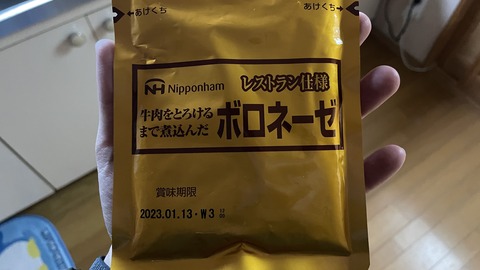 あけくち
あけくち
NH Nipponham
レストラン仕様
牛肉をとろける
まで煮込んだ
ボロネーゼ
賞味期限
2023.01.13・W3